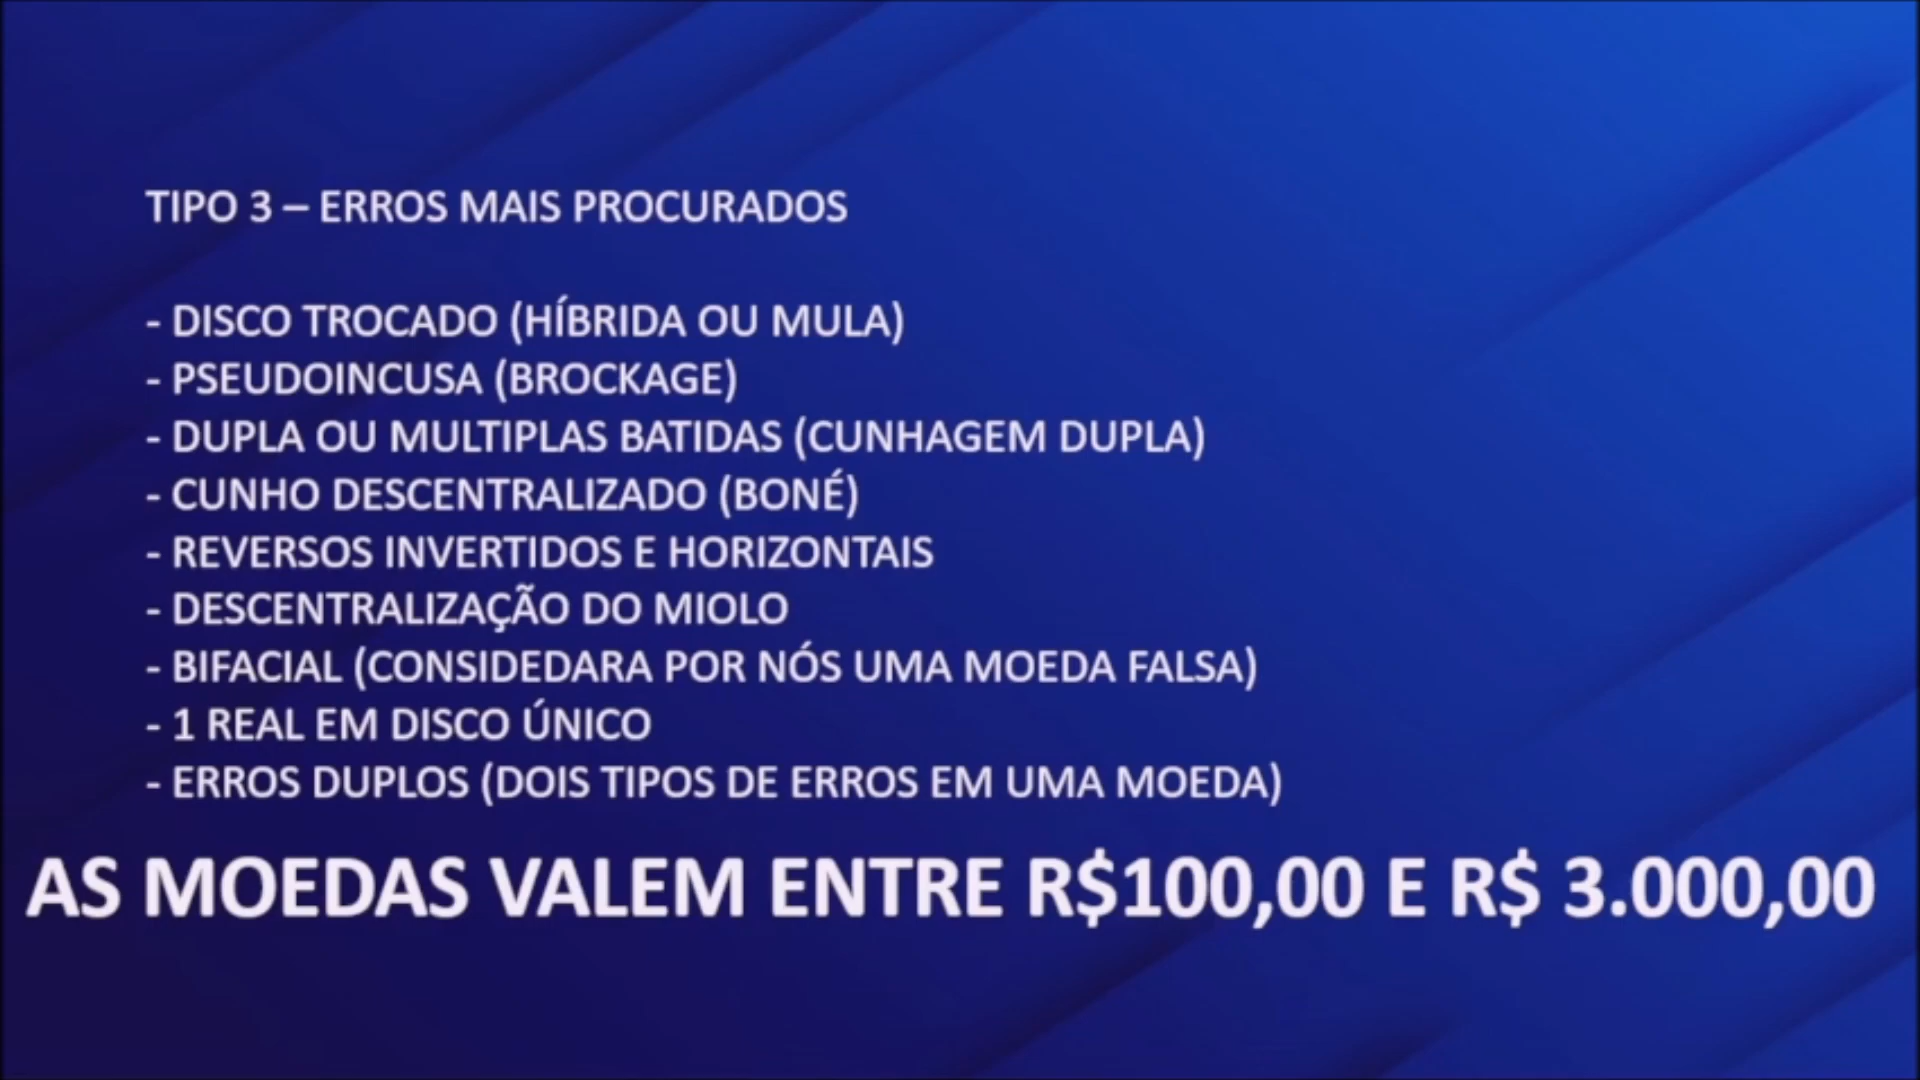 TIPO 3 – ERROS MAIS PROCURADOS
- DISCO TROCADO (HÍBRIDA OU MULA)
- PSEUDOINCUSA (BROCKAGE)
- DUPLA OU MULTIPLAS BATIDAS (CUNHAGEM DUPLA)
- CUNHO DESCENTRALIZADO (BONÉ)
- REVERSOS INVERTIDOS E HORIZONTAIS
- DESCENTRALIZAÇÃO DO MIOLO
- BIFACIAL (CONSIDEDARA POR NÓS UMA MOEDA FALSA)
- 1 REAL EM DISCO ÚNICO
- ERROS DUPLOS (DOIS TIPOS DE ERROS EM UMA MOEDA)
AS MOEDAS VALEM ENTRE R$100,00 E R$ 3.000,00